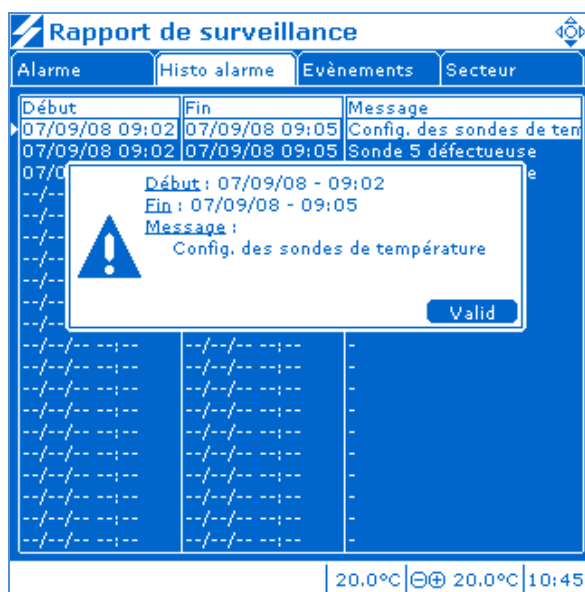 Rapport de surveillance
Alarme Histo alarme Evènements Secteur
Début Fin Message
07/09/08 09:02 07/09/08 09:05 Config. des sondes de tem
07/09/08 09:02 07/09/08 09:05 Sonde 5 défectueuse
07/0 e
Début : 07/09/08 - 09:02
Fin : 07/09/08 - 09:05
Message :
Config. des sondes de température
Valid
--/--/-- --:-- --/--/-- --:-- -
--/--/-- --:-- --/--/-- --:-- -
--/--/-- --:-- --/--/-- --:-- -
--/--/-- --:-- --/--/-- --:-- -
--/--/-- --:-- --/--/-- --:-- -
--/--/-- --:-- --/--/-- --:-- -
--/--/-- --:-- --/--/-- --:-- -
--/--/-- --:-- --/--/-- --:-- -
--/--/-- --:-- --/--/-- --:-- -
--/--/-- --:-- --/--/-- --:-- -
20.0°C ⊖⊕ 20.0°C 10:45